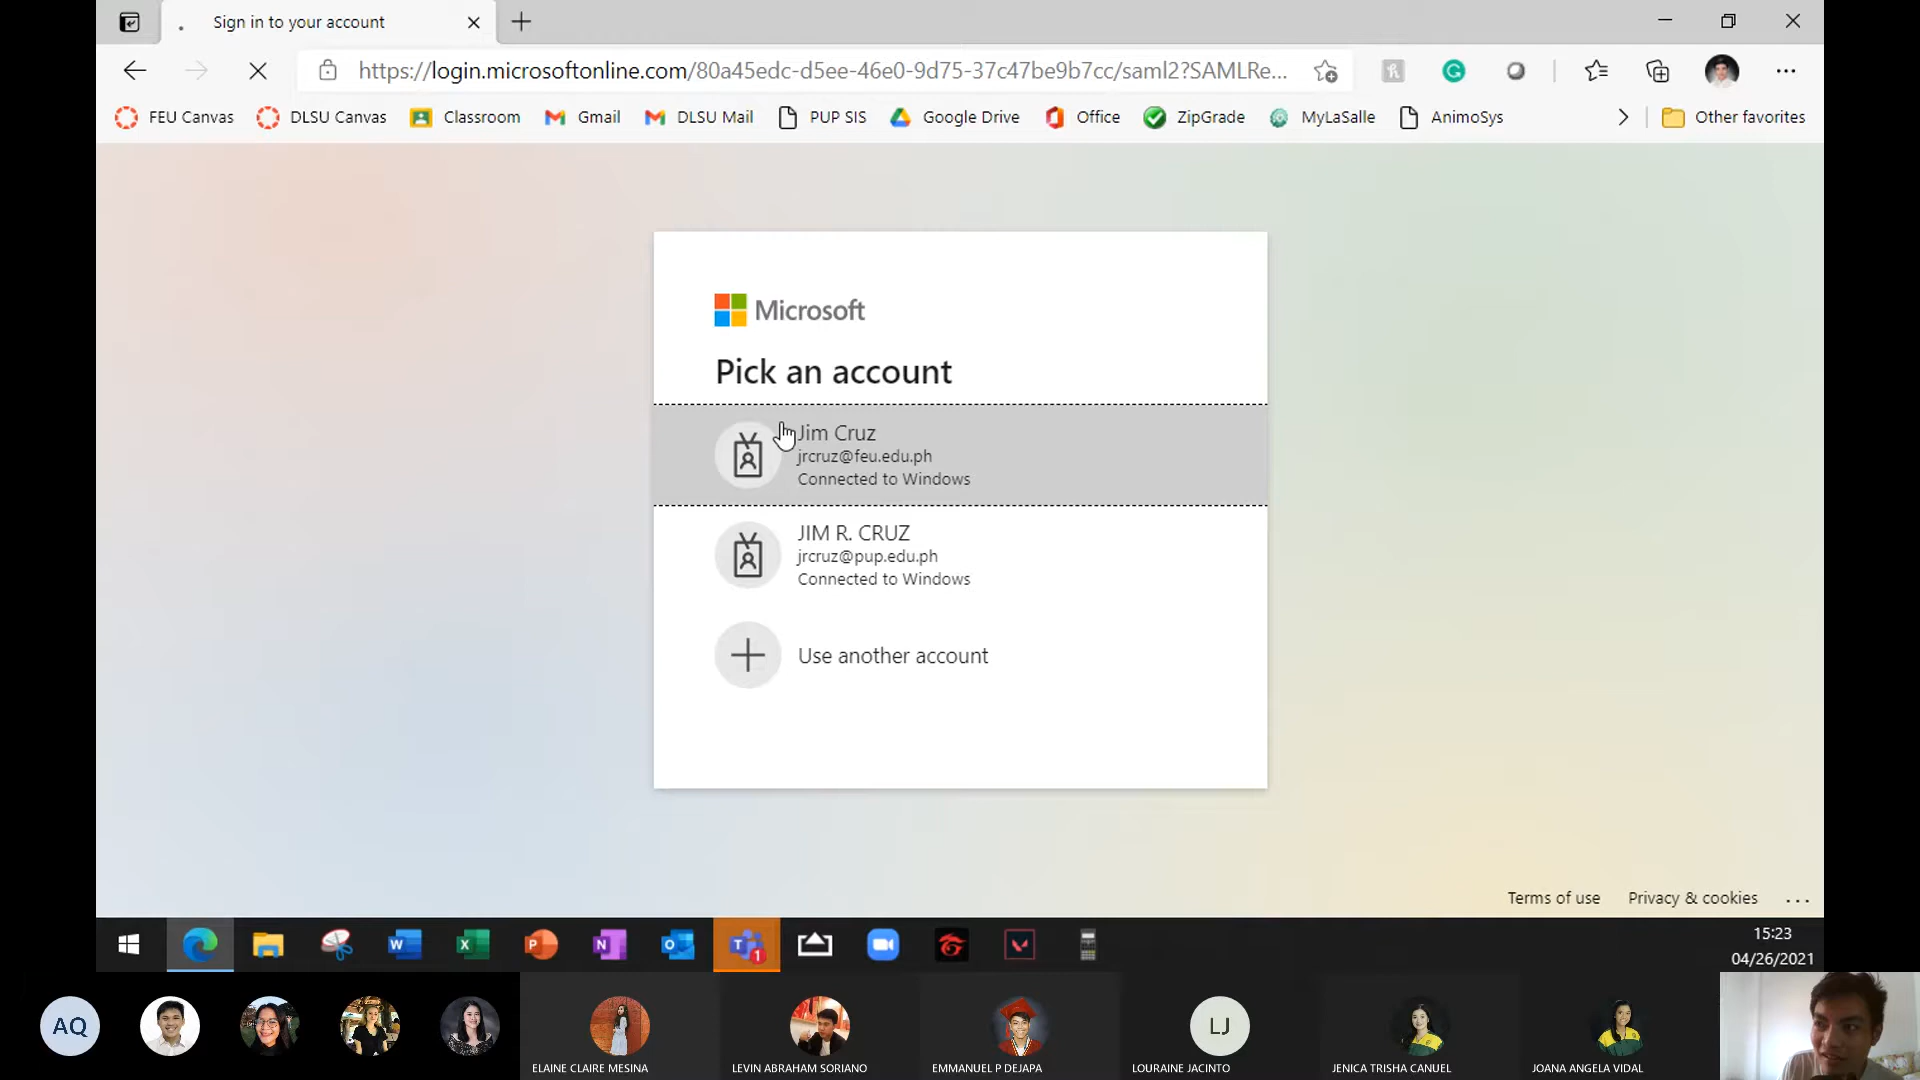 Sign in to your account
https://login.microsoftonline.com/80a45edc-d5ee-46e0-9d75-37c47be9b7cc/saml2?SAMLRe...
FEU Canvas DLSU Canvas Classroom Gmail DLSU Mail PUP SIS Google Drive Office ZipGrade MyLaSalle AnimoSys Other favorites
Microsoft
Pick an account
Jim Cruz
jrcruz@feu.edu.ph
Connected to Windows
JIM R. CRUZ
jrcruz@pup.edu.ph
Connected to Windows
Use another account
Terms of use Privacy & cookies ...
15:23
04/26/2021
AQ
LJ
ELAINE CLAIRE MESINA LEVIN ABRAHAM SORIANO EMMANUEL P DEJAPA LOURAINE JACINTO JENICA TRISHA CANUEL JOANA ANGELA VIDAL